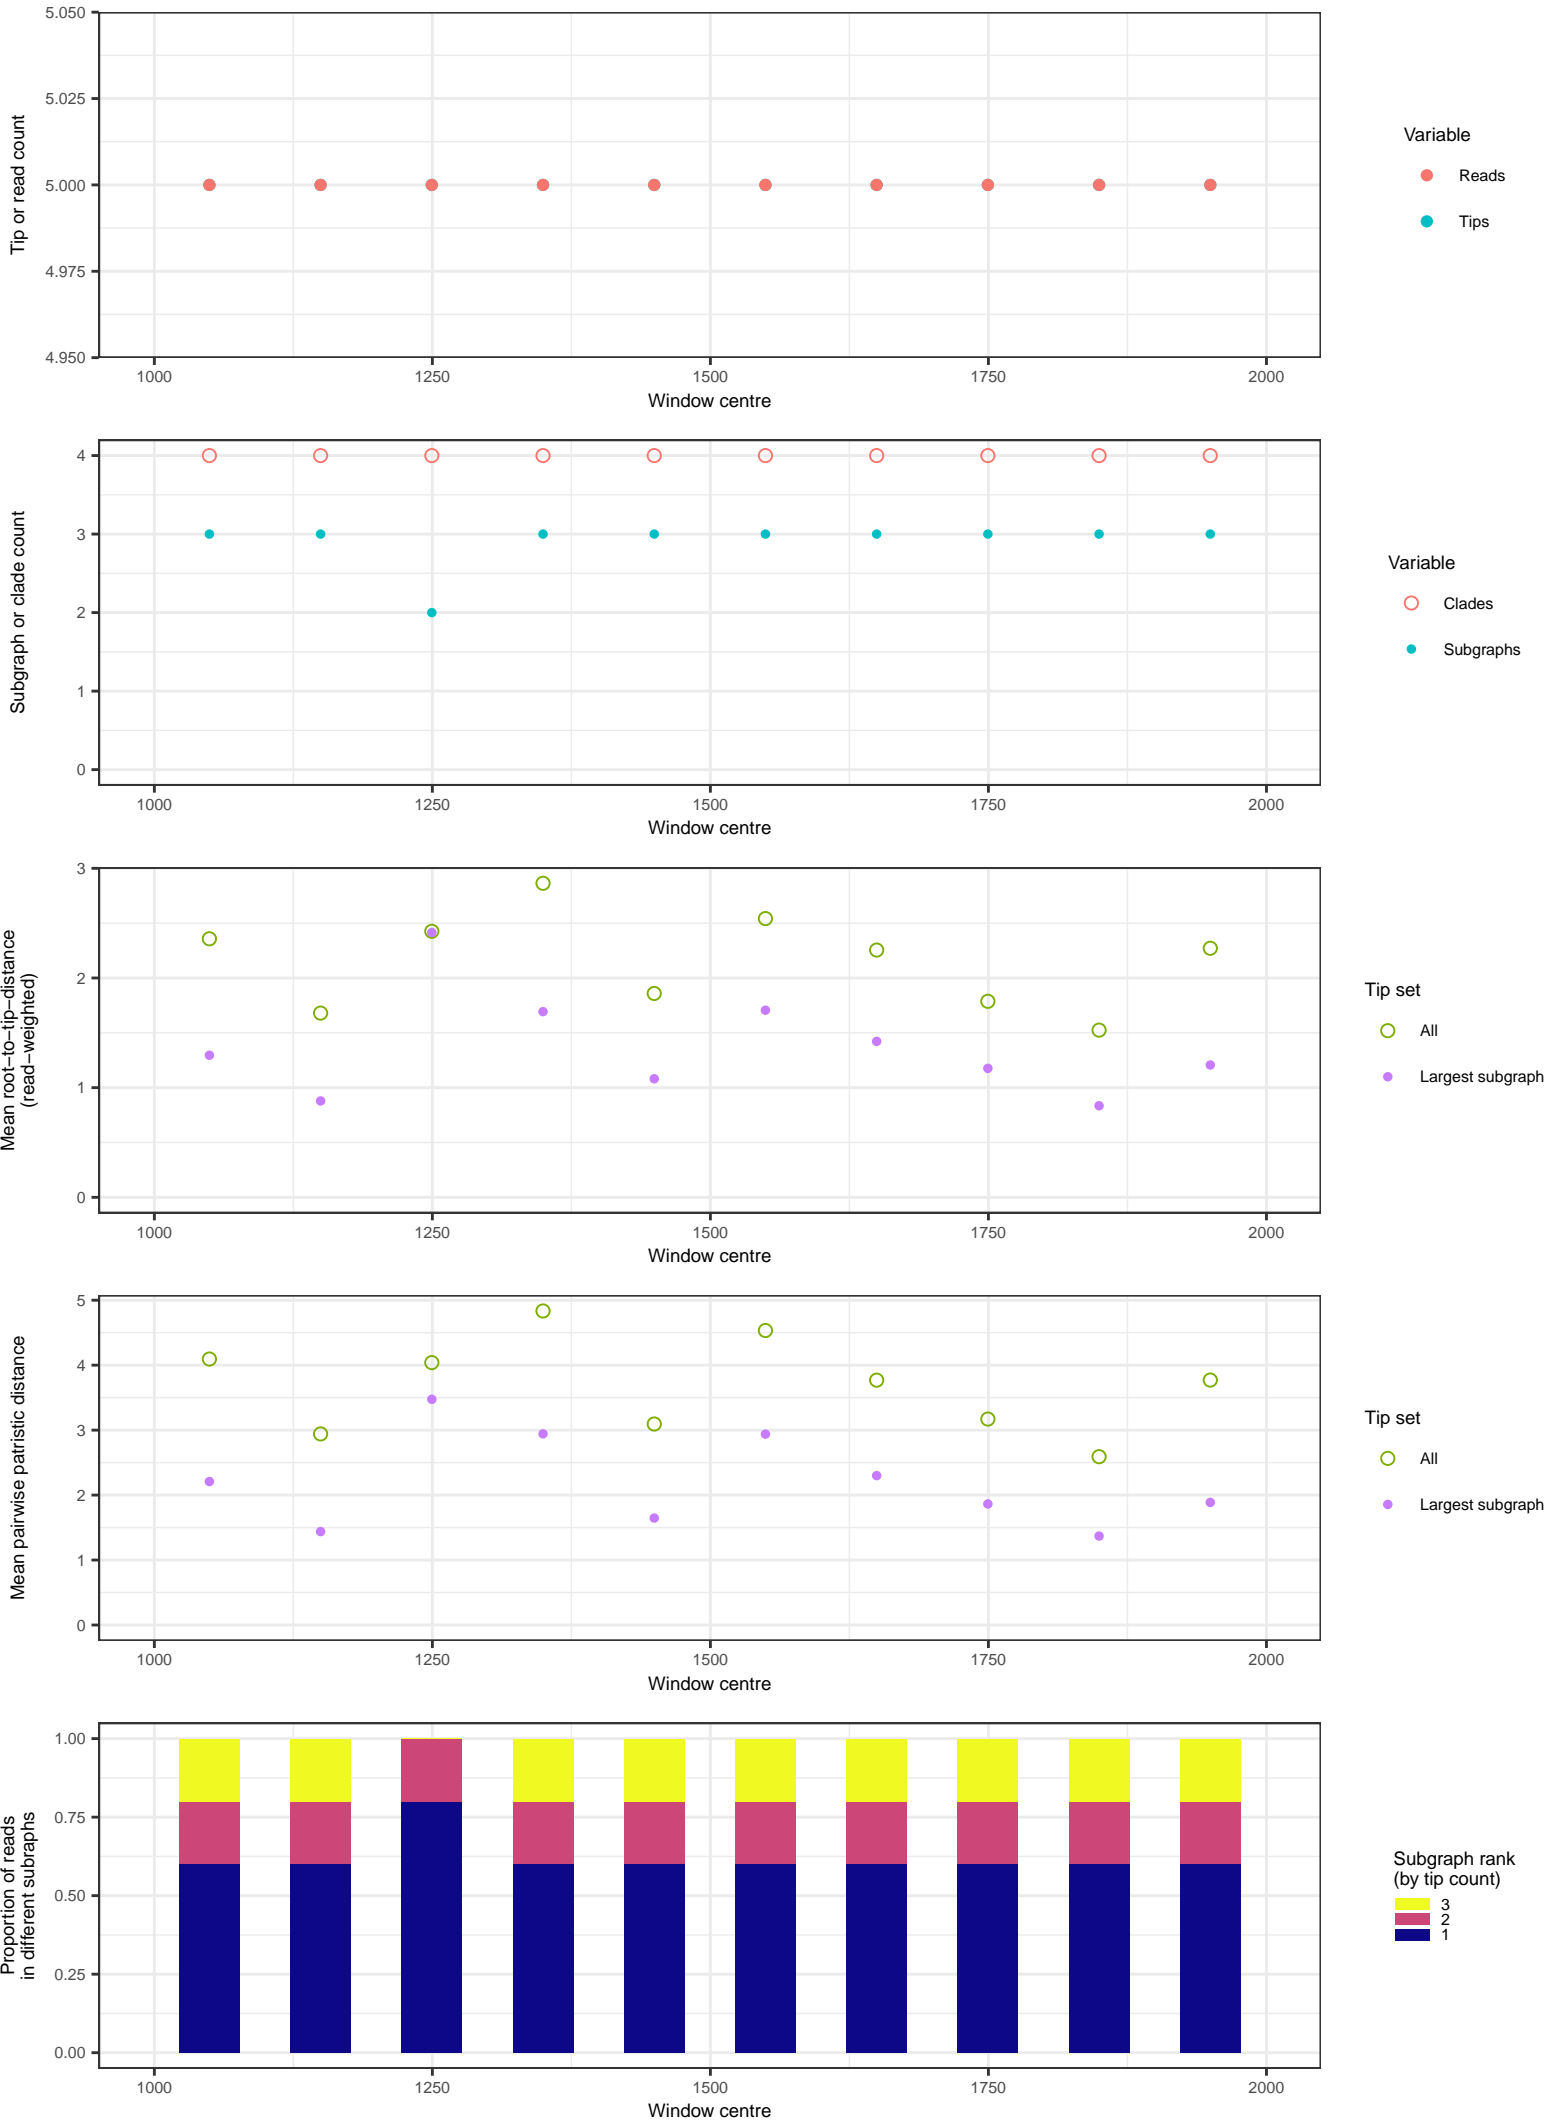 5.050
5.025
5.000
4.975
4.950
Tip or read count
1000 1250 1500 1750 2000
Window centre
Variable
Reads
Tips
4
3
2
1
0
Subgraph or clade count
1000 1250 1500 1750 2000
Window centre
Variable
Clades
Subgraphs
3
2
1
0
Mean root−to−tip−distance
(read−weighted)
1000 1250 1500 1750 2000
Window centre
Tip set
All
Largest subgraph
5
4
3
2
1
0
Mean pairwise patristic distance
1000 1250 1500 1750 2000
Window centre
Tip set
All
Largest subgraph
1.00
0.75
0.50
0.25
0.00
Proportion of reads
in different subraphs
1000 1250 1500 1750 2000
Window centre
Subgraph rank
(by tip count)
3
2
1